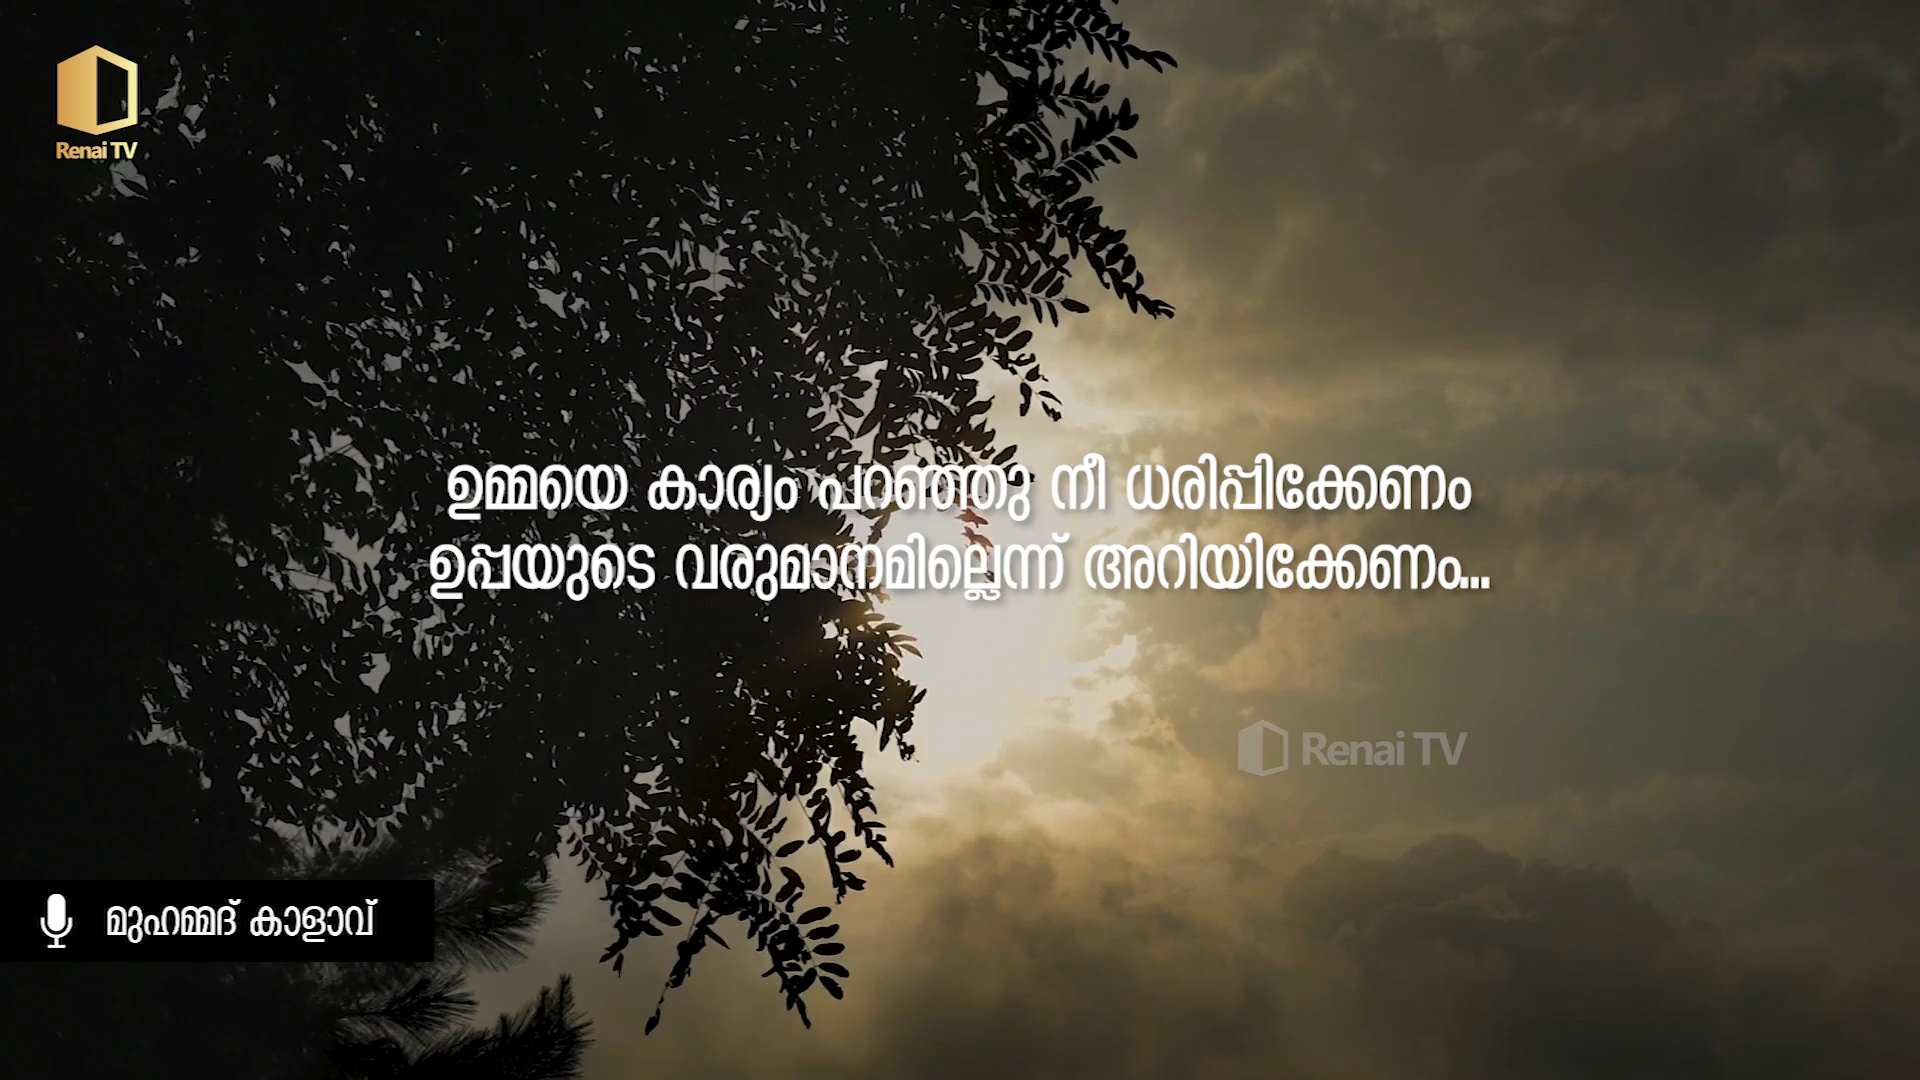 Renai TV
ഉമ്മയെ കാര്യം പറഞ്ഞു നീ ധരിപ്പിക്കേണം
ഉപ്പയുടെ വരുമാനമില്ലെന്ന് അറിയിക്കേണം...
Renai TV
മുഹമ്മദ് കാളാവ്